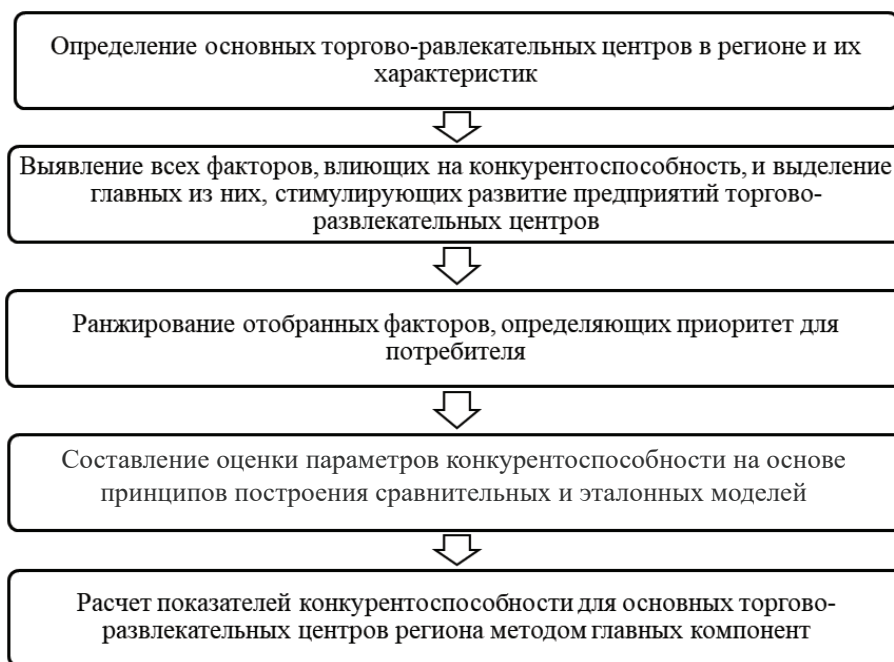 Определение основных торгово-равлекательных центров в регионе и их
характеристик
Выявление всех факторов, влиющих на конкурентоспособность, и выделение
главных из них, стимулирующих развитие предприятий торгово-
развлекательных центров
Ранжирование отобранных факторов, определяющих приоритет для
потребителя
Составление оценки параметров конкурентоспособности на основе
принципов построения сравнительных и эталонных моделей
Расчет показателей конкурентоспособности для основных торгово-
развлекательных центров региона методом главных компонент